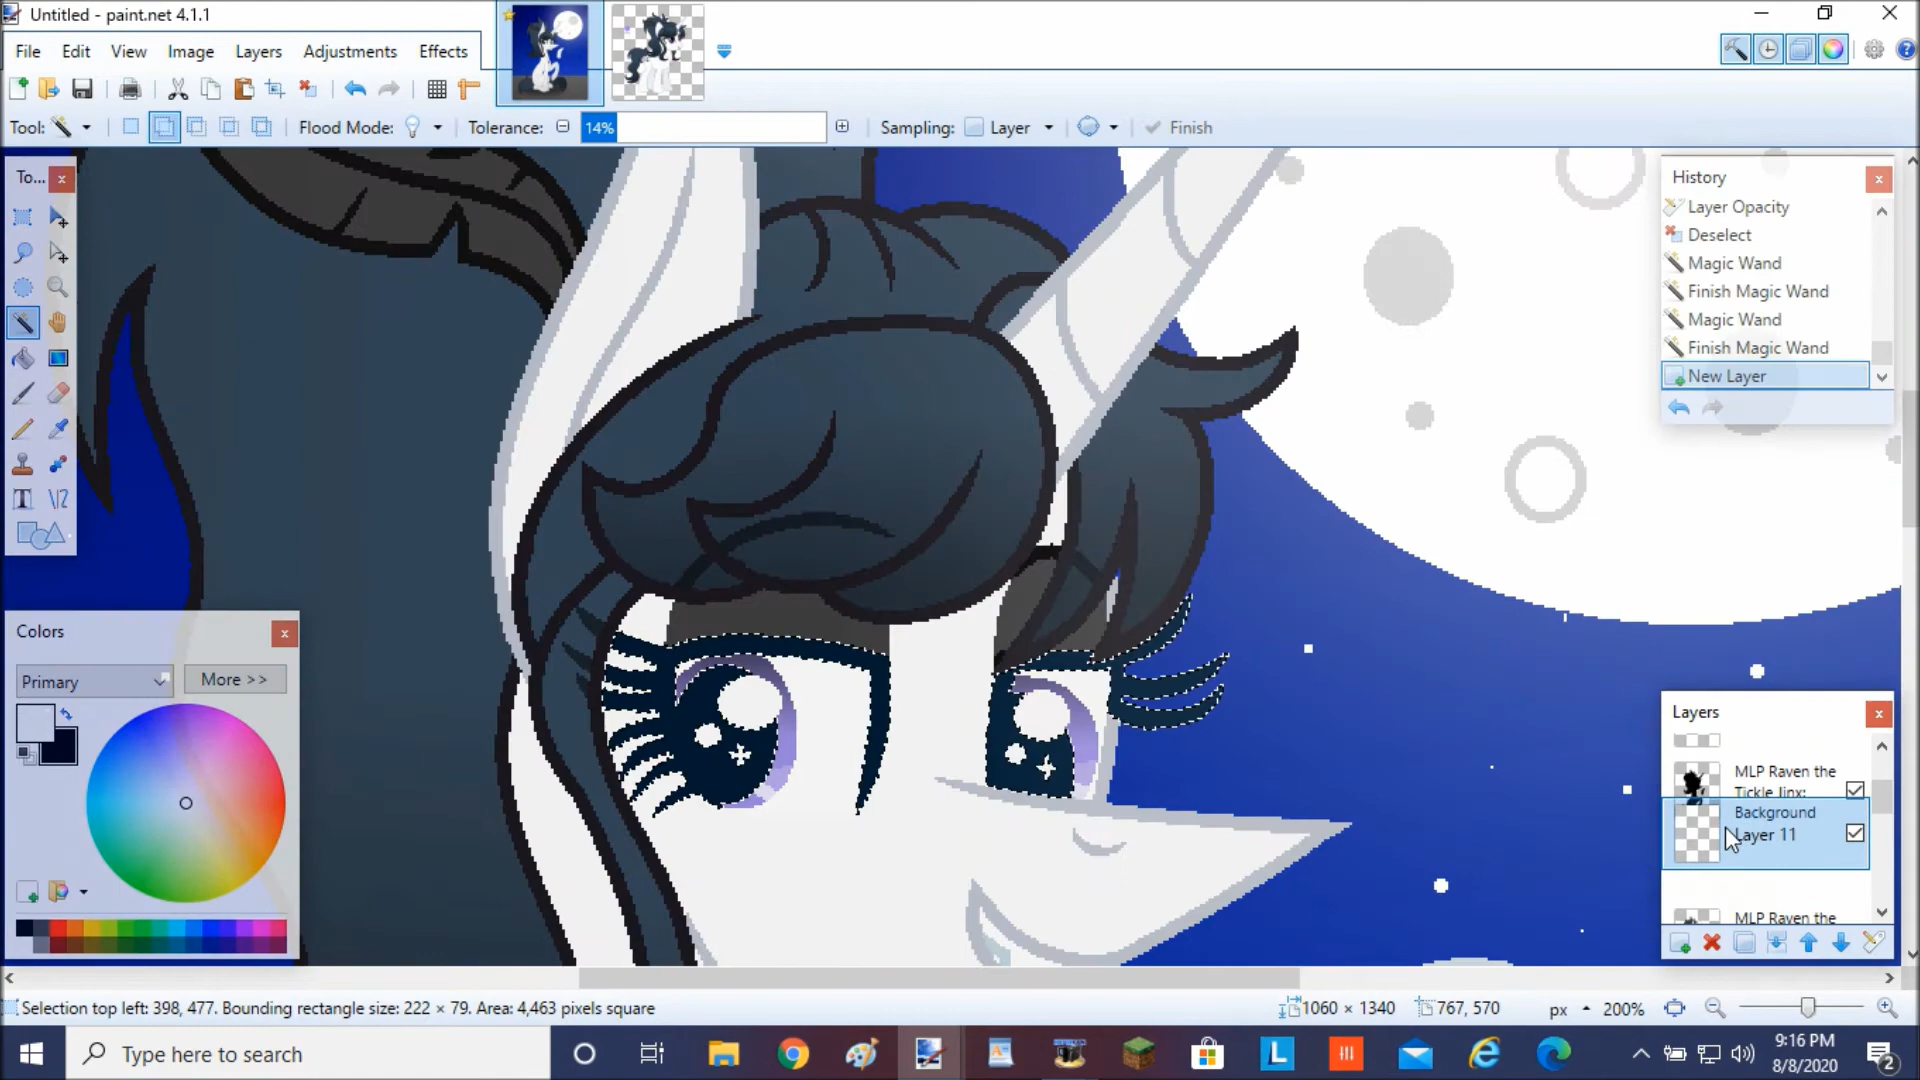 Untitled - paint.net 4.1.1
File Edit View Image Layers Adjustments Effects
Tool: Flood Mode: Tolerance: 14% Sampling: Layer Finish
To...
History
Layer Opacity
Deselect
Magic Wand
Finish Magic Wand
Magic Wand
Finish Magic Wand
New Layer
Colors
Primary
More >>
Layers
MLP Raven the
Tickle Jinx:
Background
Layer 11
MLP Raven the
Selection top left: 398, 477. Bounding rectangle size: 222 × 79. Area: 4,463 pixels square
1060 × 1340
767, 570
px
200%
Type here to search
9:16 PM
8/8/2020
2